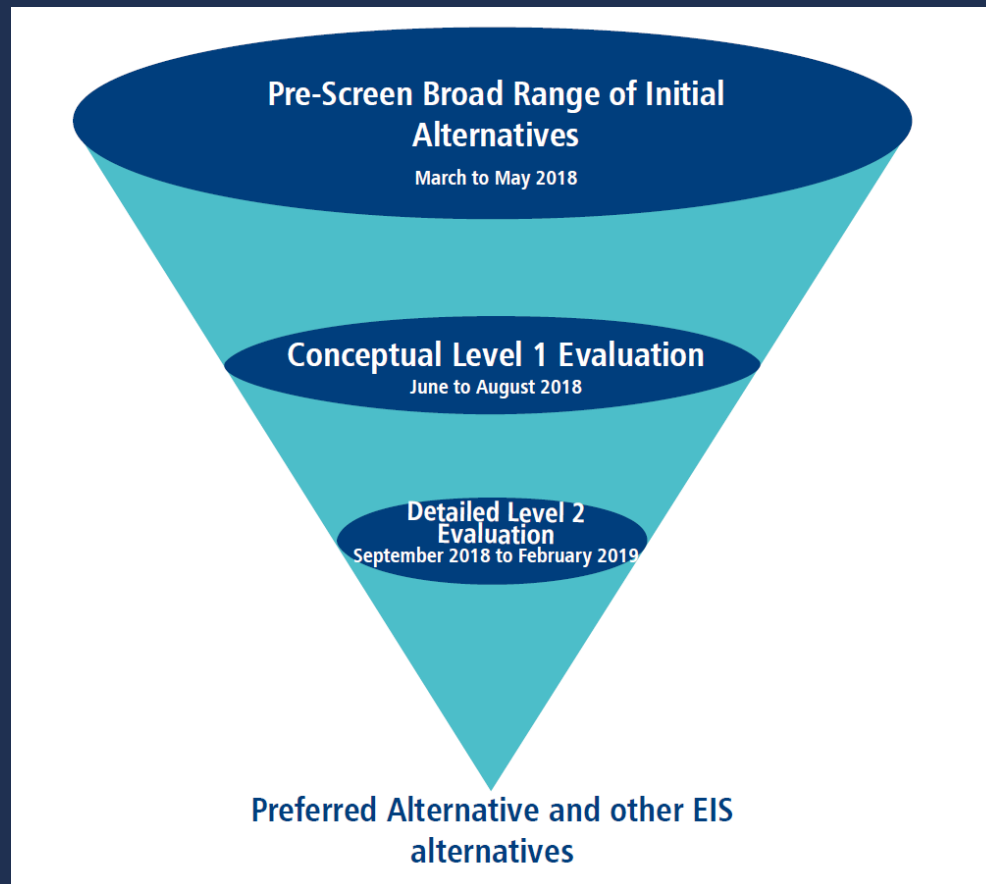 Pre-Screen Broad Range of Initial
Alternatives
March to May 2018
Conceptual Level 1 Evaluation
June to August 2018
Detailed Level 2
Evaluation
September 2018 to February 2019
Preferred Alternative and other EIS
alternatives